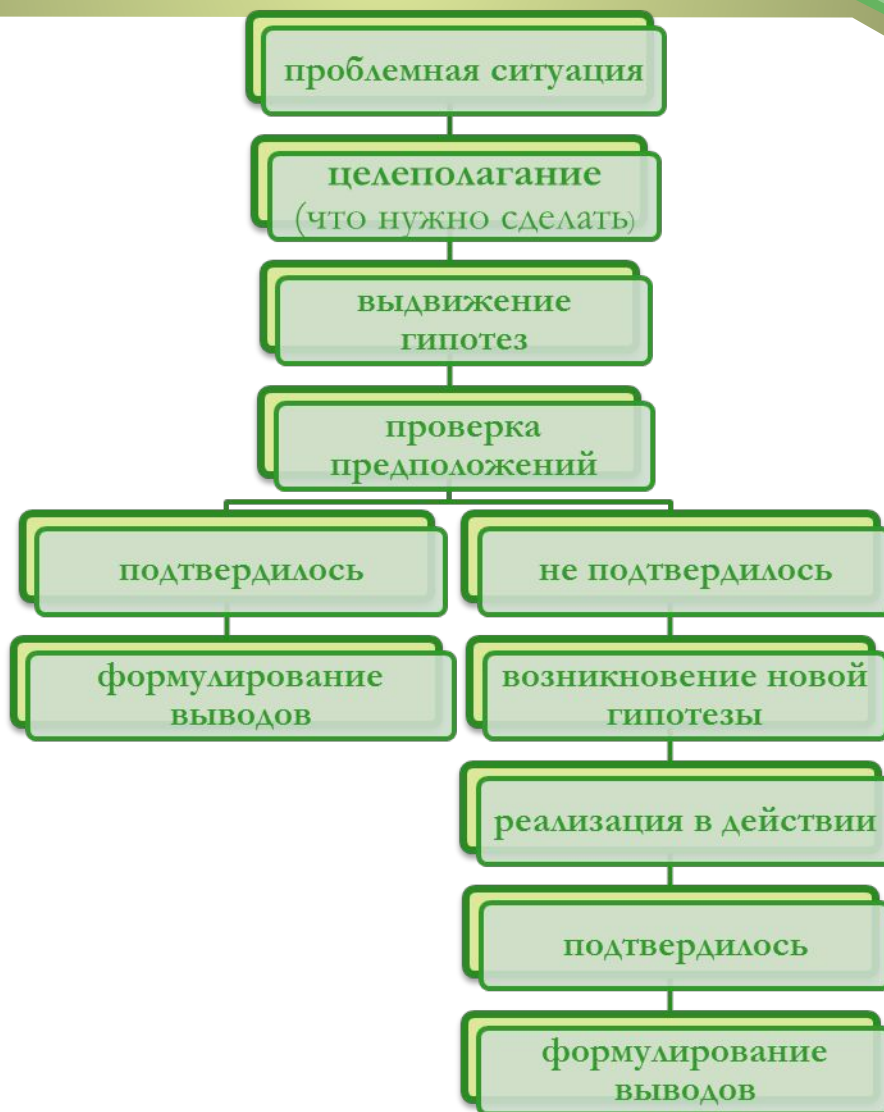 проблемная ситуация
целеполагание
(что нужно сделать)
выдвижение
гипотез
проверка
предположений
подтвердилось
не подтвердилось
формулирование
выводов
возникновение новой
гипотезы
реализация в действии
подтвердилось
формулирование
выводов